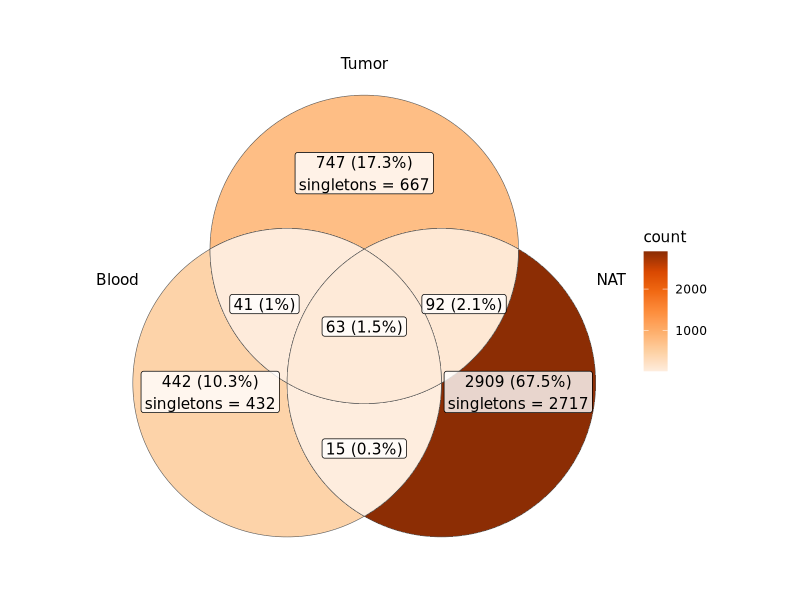 Tumor
747 (17.3%)
singletons = 667
count
Blood
NAT
2000
41 (1%)
92 (2.1%)
63 (1.5%)
1000
442 (10.3%)
singletons = 432
2909 (67.5%)
singletons = 2717
15 (0.3%)